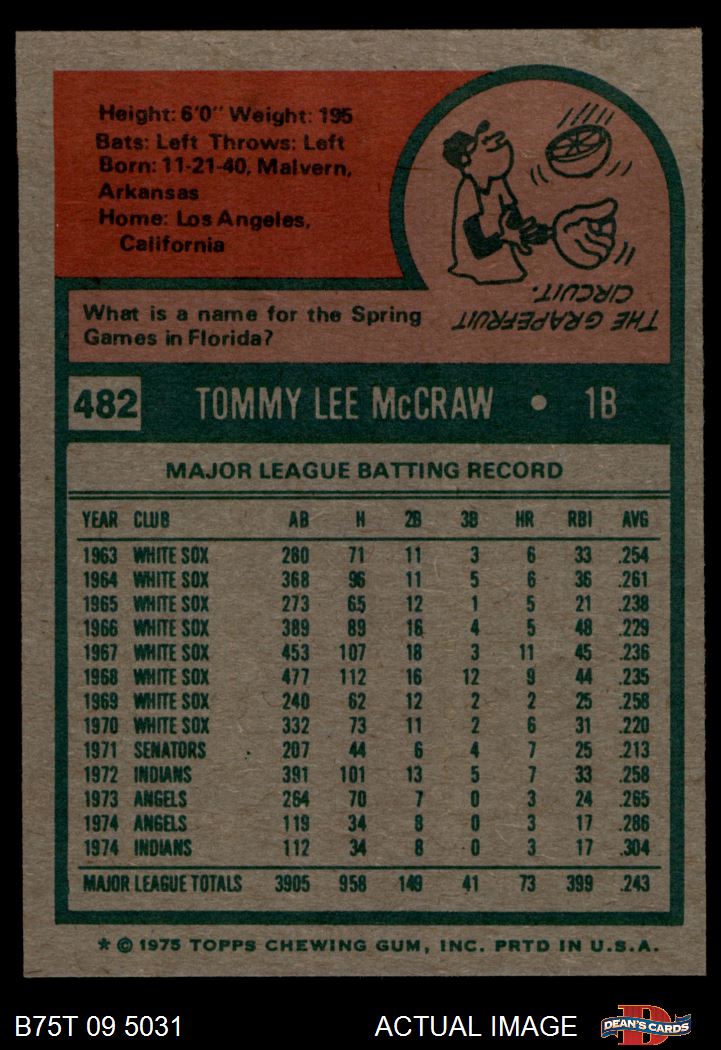 Height: 6'0" Weight: 195
Bats: Left Throws: Left
Born: 11-21-40, Malvern,
Arkansas
Home: Los Angeles,
California
What is a name for the Spring
Games in Florida?
THE GRAPEFRUIT
CIRCUIT.
482 TOMMY LEE McCRAW • 1B
MAJOR LEAGUE BATTING RECORD
YEAR CLUB AB H 2B 3B HR RBI AVG
1963 WHITE SOX 280 71 11 3 6 33 .254
1964 WHITE SOX 368 96 11 5 6 36 .261
1965 WHITE SOX 273 65 12 1 5 21 .238
1966 WHITE SOX 389 89 16 4 5 48 .229
1967 WHITE SOX 453 107 18 3 11 45 .236
1968 WHITE SOX 477 112 16 12 9 44 .235
1969 WHITE SOX 240 62 12 2 2 25 .258
1970 WHITE SOX 332 73 11 2 6 31 .220
1971 SENATORS 207 44 6 4 7 25 .213
1972 INDIANS 391 101 13 5 7 33 .258
1973 ANGELS 264 70 7 0 3 24 .265
1974 ANGELS 119 34 8 0 3 17 .286
1974 INDIANS 112 34 8 0 3 17 .304
MAJOR LEAGUE TOTALS 3905 958 149 41 73 399 .243
* © 1975 TOPPS CHEWING GUM, INC. PRTD IN U.S.A.
B75T 09 5031 ACTUAL IMAGE D DEAN'S CARDS